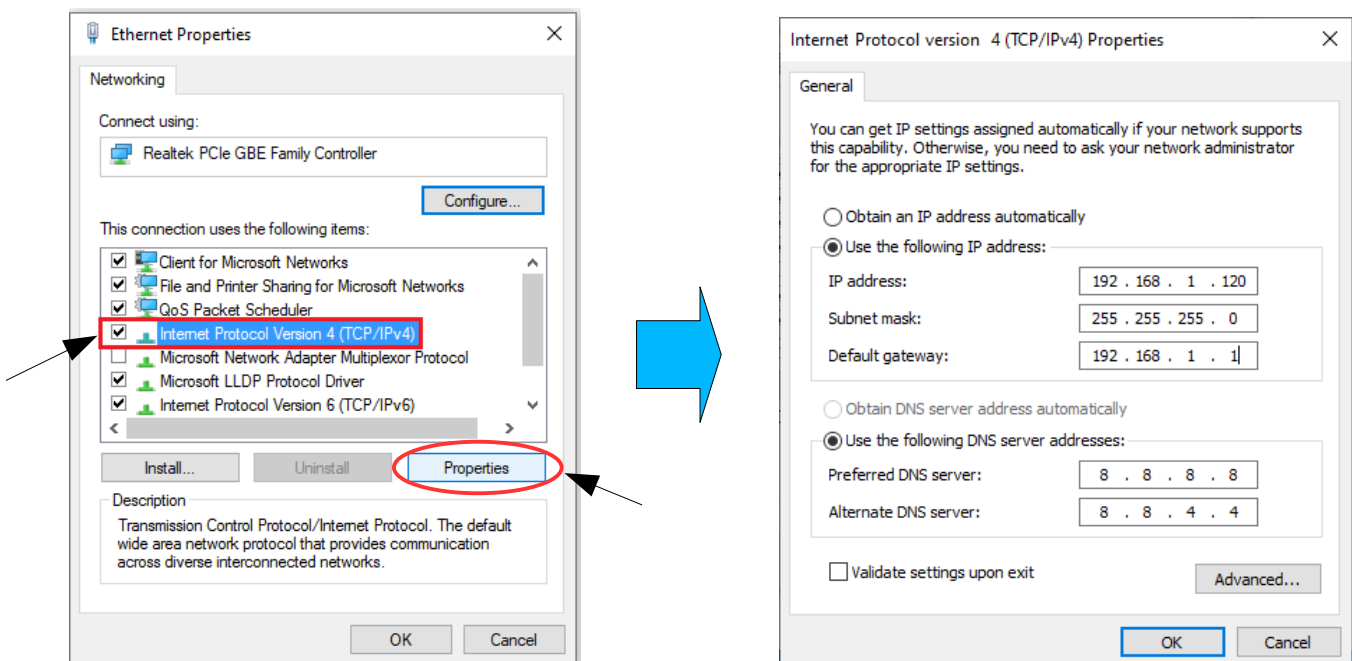 Ethernet Properties
Networking
Connect using:
Realtek PCIe GBE Family Controller
Configure...
This connection uses the following items:
Client for Microsoft Networks
File and Printer Sharing for Microsoft Networks
QoS Packet Scheduler
Internet Protocol Version 4 (TCP/IPv4)
Microsoft Network Adapter Multiplexor Protocol
Microsoft LLDP Protocol Driver
Internet Protocol Version 6 (TCP/IPv6)
Install... Uninstall Properties
Description
Transmission Control Protocol/Internet Protocol. The default
wide area network protocol that provides communication
across diverse interconnected networks.
OK Cancel
Internet Protocol version 4 (TCP/IPv4) Properties
General
You can get IP settings assigned automatically if your network supports
this capability. Otherwise, you need to ask your network administrator
for the appropriate IP settings.
Obtain an IP address automatically
Use the following IP address:
IP address: 192 . 168 . 1 . 120
Subnet mask: 255 . 255 . 255 . 0
Default gateway: 192 . 168 . 1 . 1
Obtain DNS server address automatically
Use the following DNS server addresses:
Preferred DNS server: 8 . 8 . 8 . 8
Alternate DNS server: 8 . 8 . 4 . 4
Validate settings upon exit
Advanced...
OK Cancel